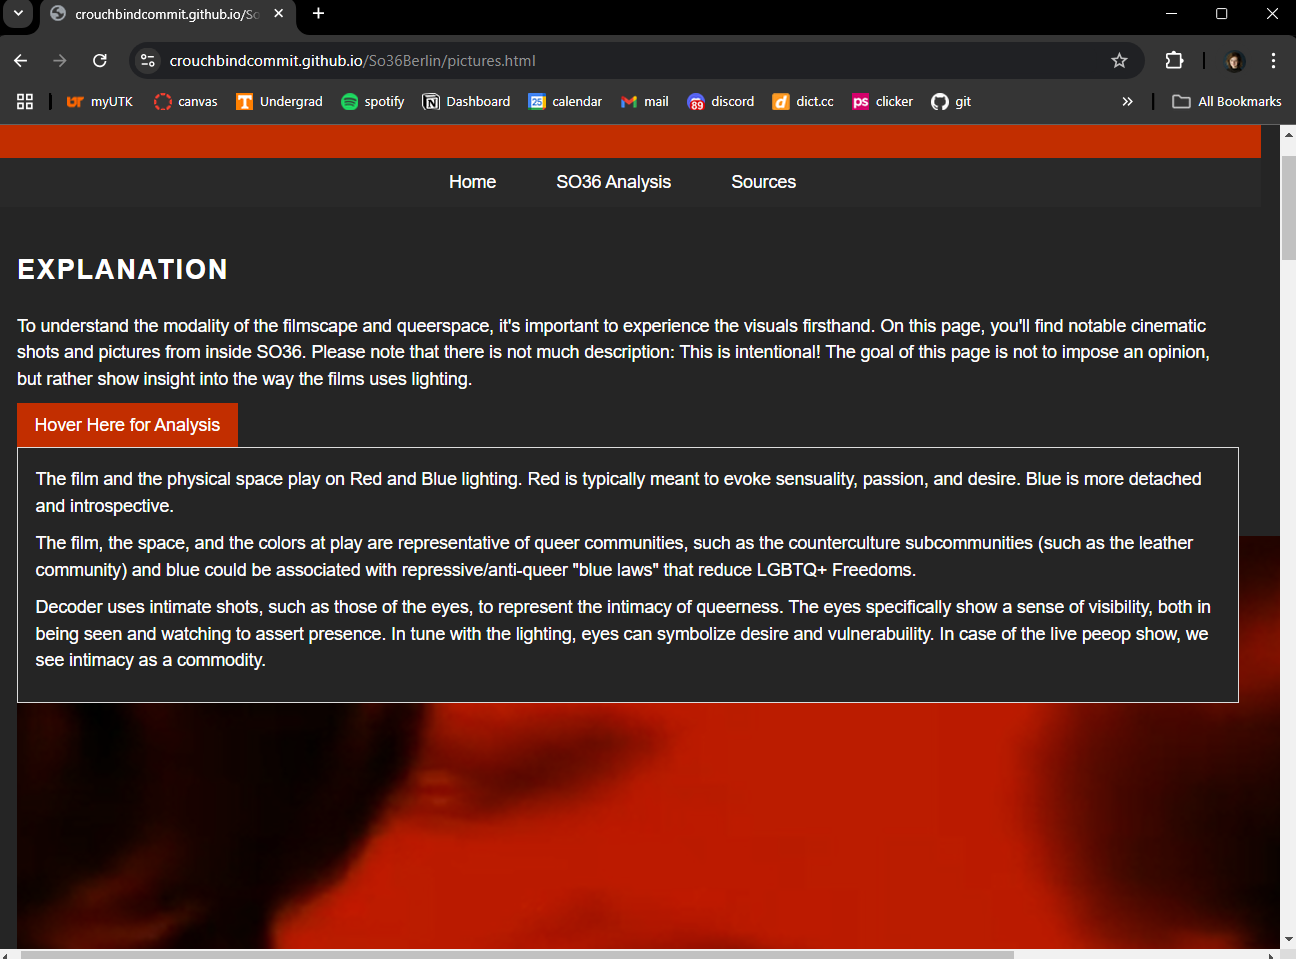 crouchbindcommit.github.io/So
crouchbindcommit.github.io/So36Berlin/pictures.html
myUTK canvas Undergrad spotify Dashboard 25 calendar mail 89 discord d dict.cc ps clicker git All Bookmarks
Home SO36 Analysis Sources
EXPLANATION
To understand the modality of the filmscape and queerspace, it's important to experience the visuals firsthand. On this page, you'll find notable cinematic
shots and pictures from inside SO36. Please note that there is not much description: This is intentional! The goal of this page is not to impose an opinion,
but rather show insight into the way the films uses lighting.
Hover Here for Analysis
The film and the physical space play on Red and Blue lighting. Red is typically meant to evoke sensuality, passion, and desire. Blue is more detached
and introspective.
The film, the space, and the colors at play are representative of queer communities, such as the counterculture subcommunities (such as the leather
community) and blue could be associated with repressive/anti-queer "blue laws" that reduce LGBTQ+ Freedoms.
Decoder uses intimate shots, such as those of the eyes, to represent the intimacy of queerness. The eyes specifically show a sense of visibility, both in
being seen and watching to assert presence. In tune with the lighting, eyes can symbolize desire and vulnerabuility. In case of the live peeop show, we
see intimacy as a commodity.